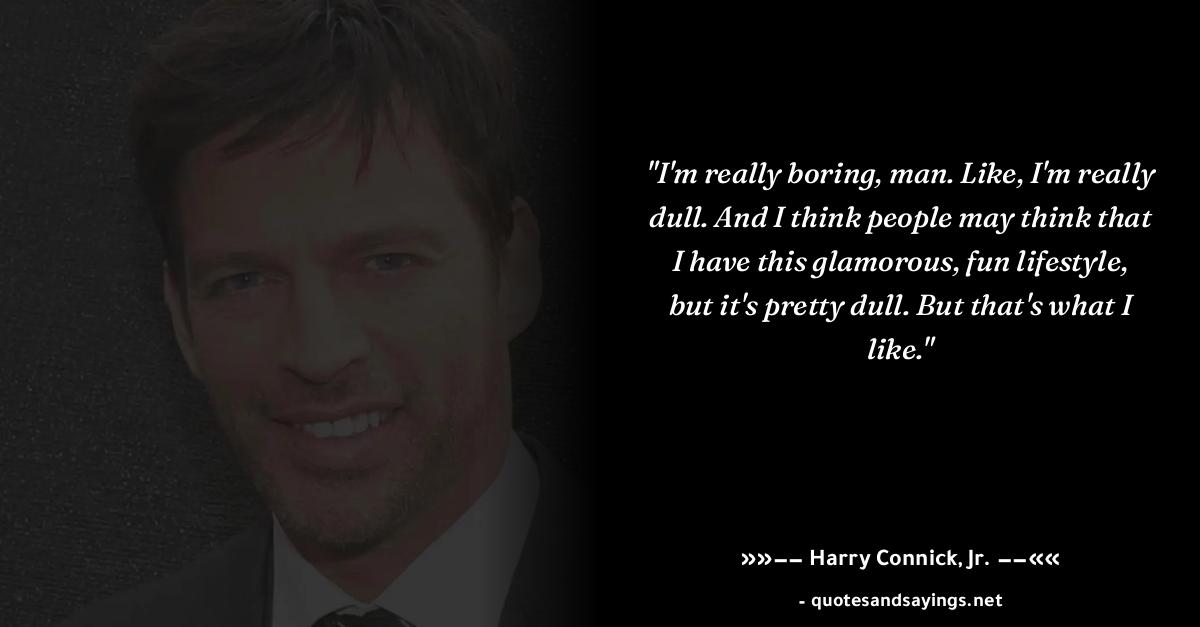 "I'm really boring, man. Like, I'm really
dull. And I think people may think that
I have this glamorous, fun lifestyle,
but it's pretty dull. But that's what I
like."
»»–– Harry Connick, Jr. ––««
- quotesandsayings.net